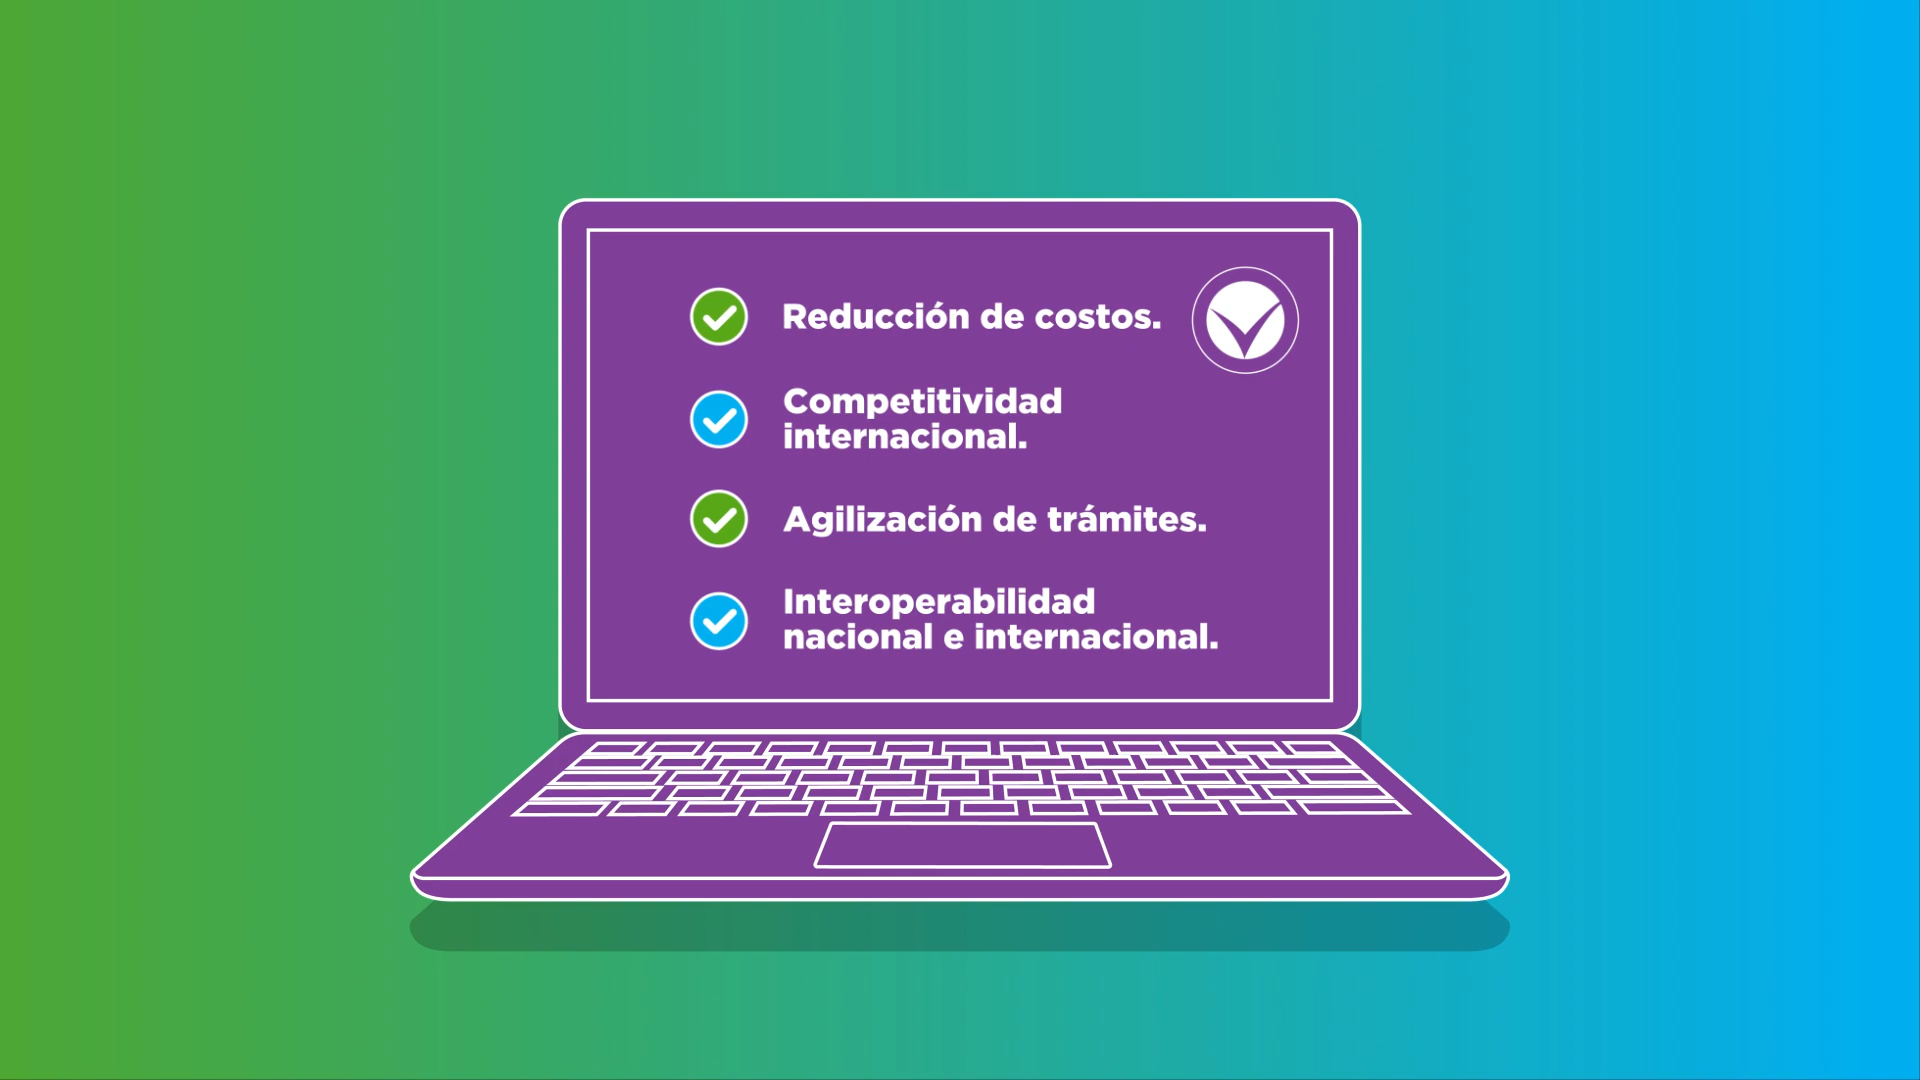 Reducción de costos.
Competitividad
internacional.
Agilización de trámites.
Interoperabilidad
nacional e internacional.